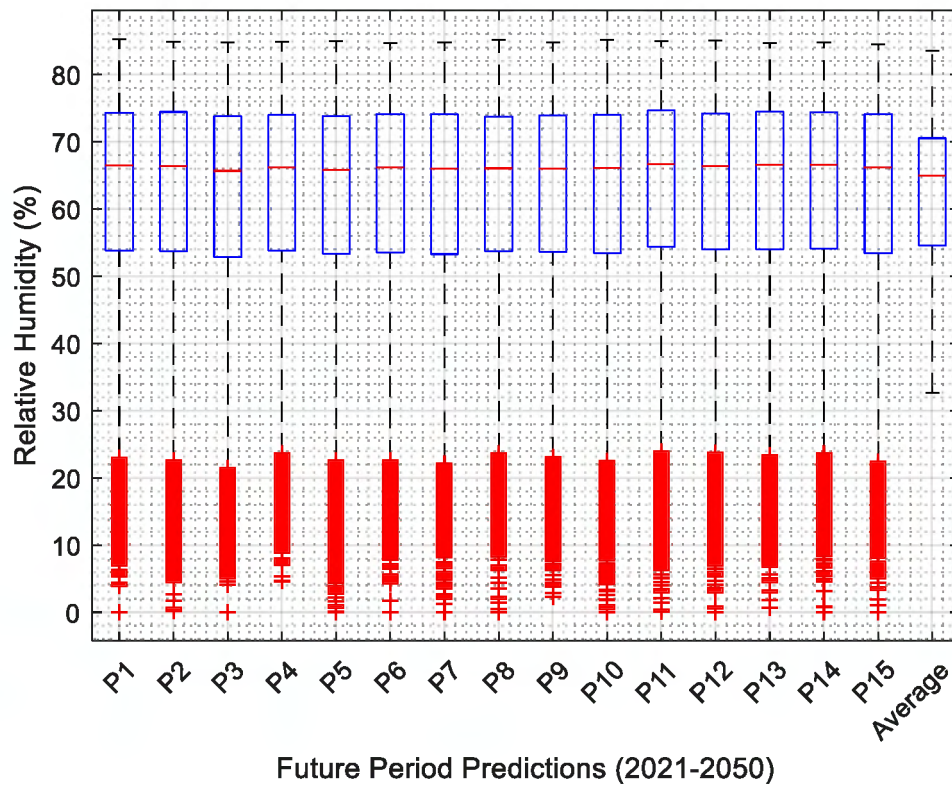 Relative Humidity (%)
80
70
60
50
40
30
20
10
0
P1
P2
P3
P4
P5
P6
P7
P8
P9
P10
P11
P12
P13
P14
P15
Average
Future Period Predictions (2021-2050)